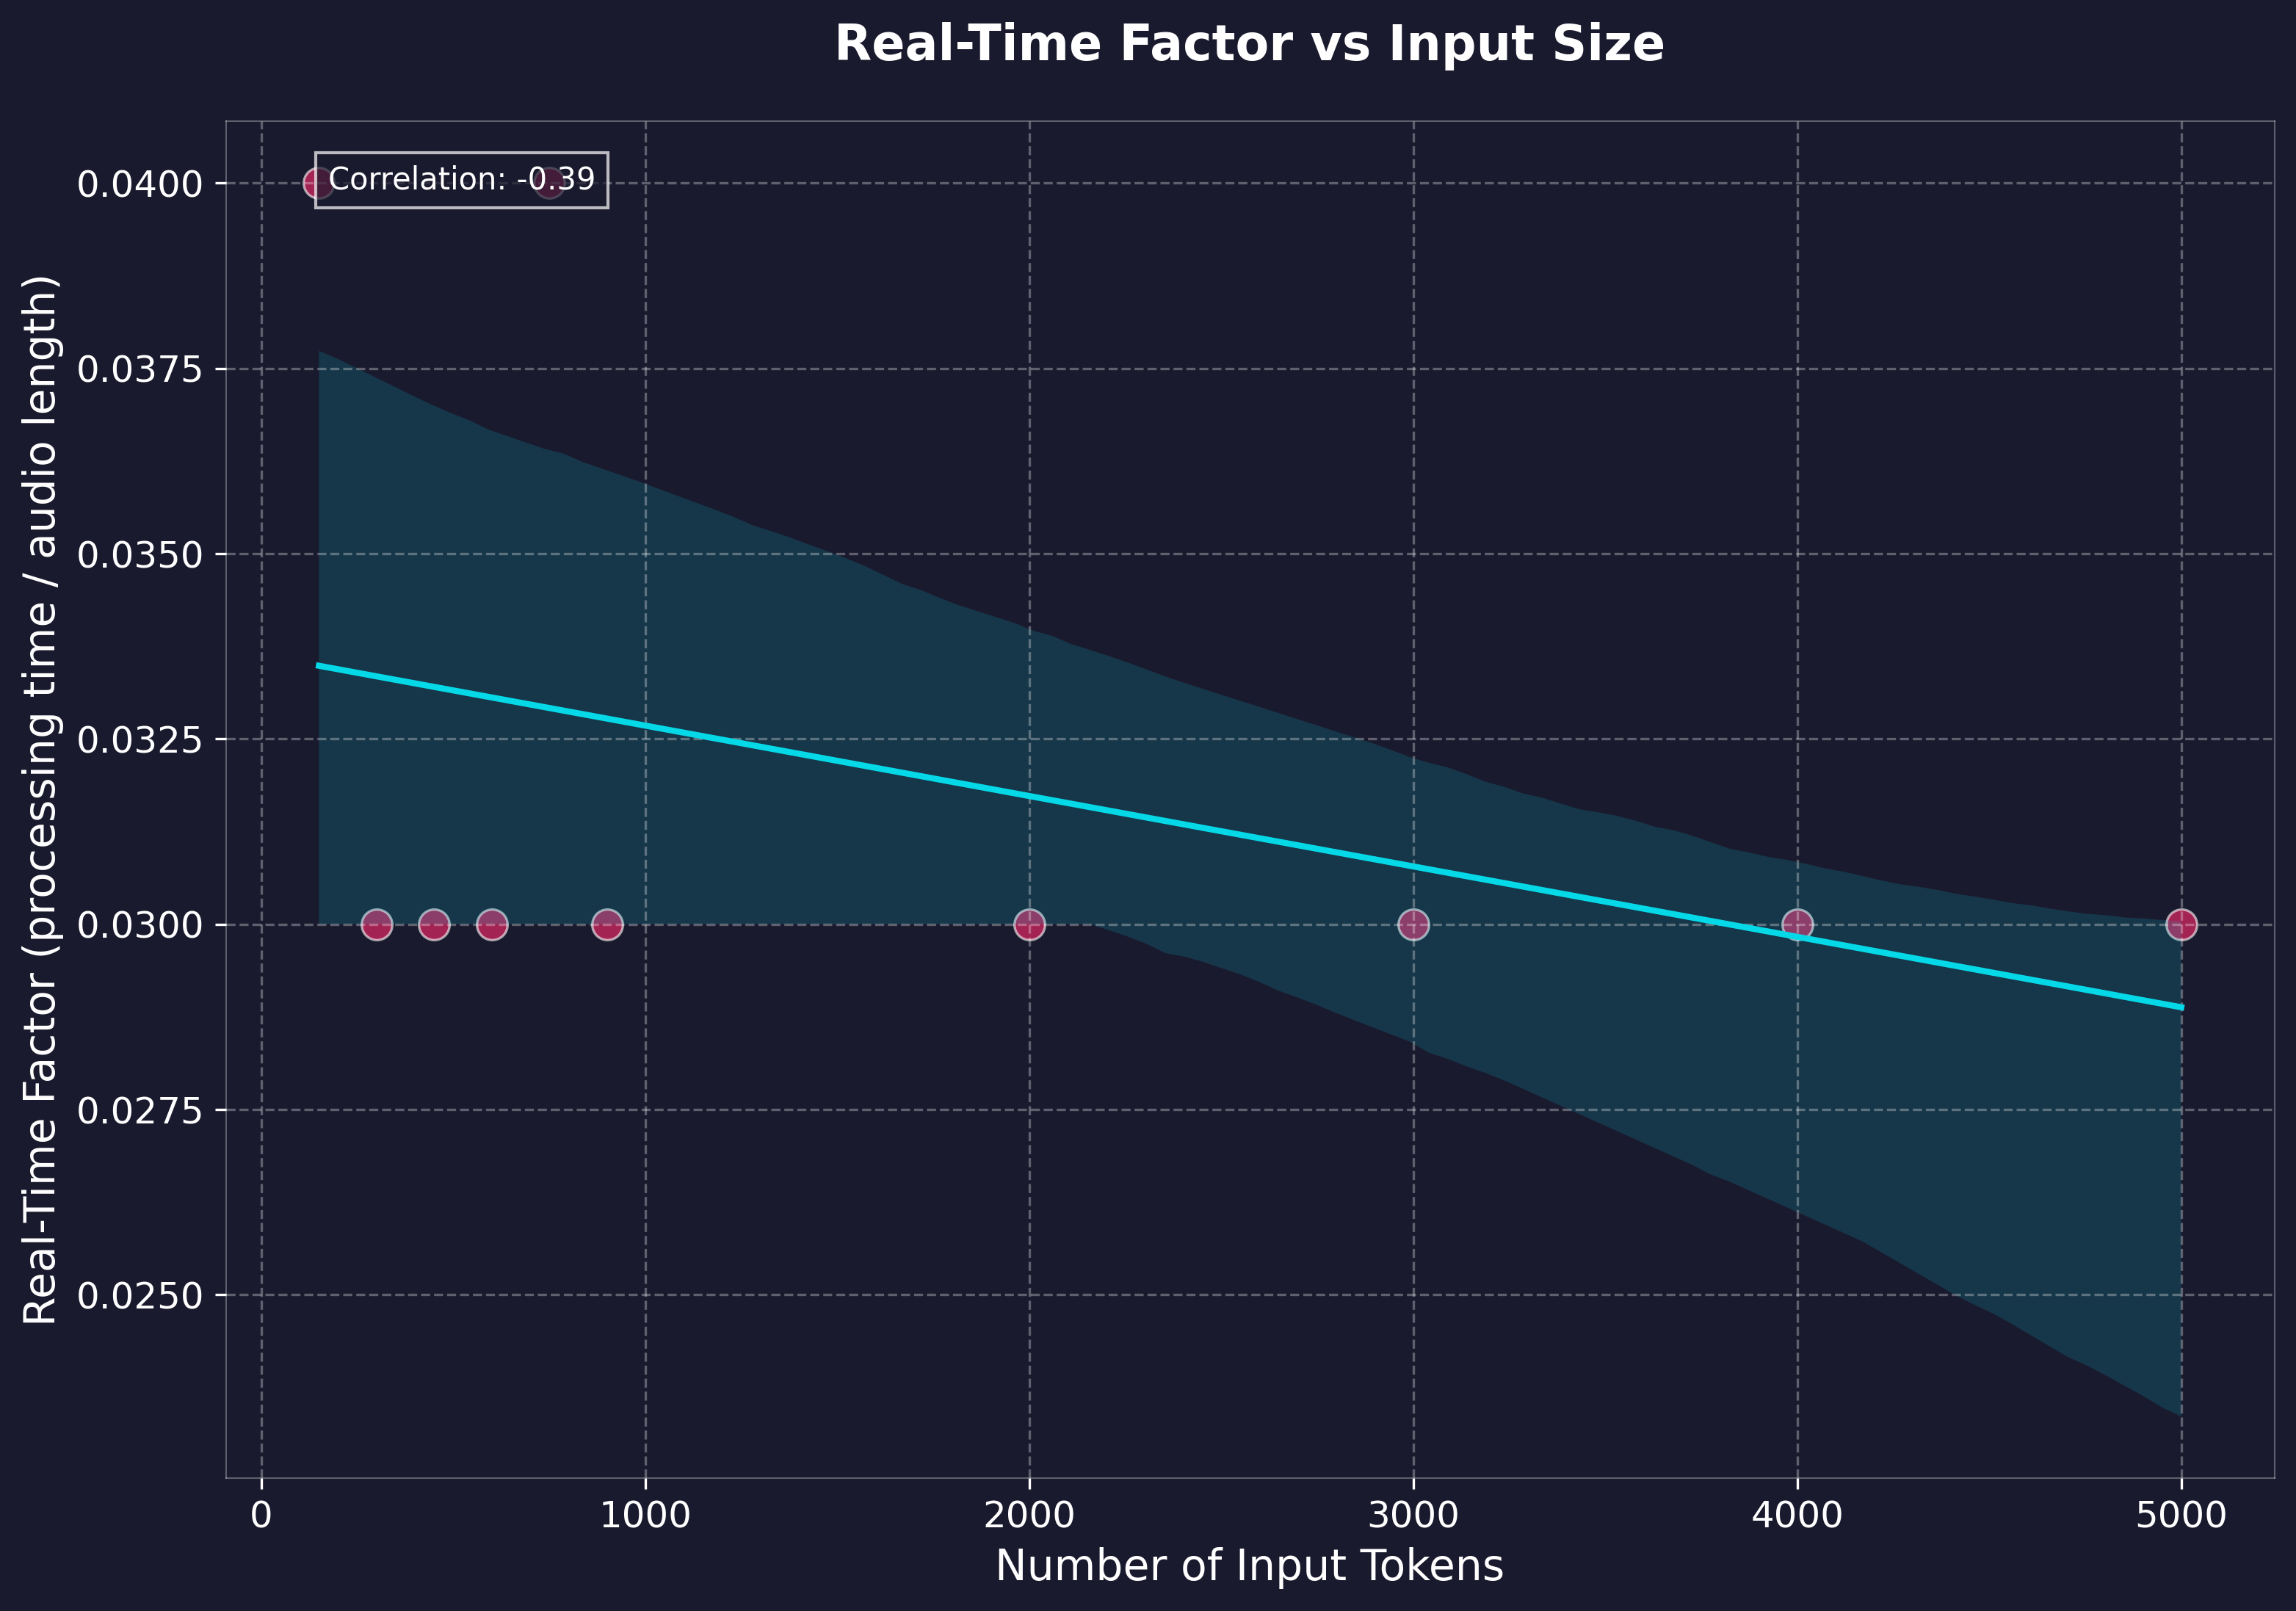 Real-Time Factor vs Input Size
Correlation: -0.39
Real-Time Factor (processing time / audio length)
0.0400
0.0375
0.0350
0.0325
0.0300
0.0275
0.0250
0 1000 2000 3000 4000 5000
Number of Input Tokens